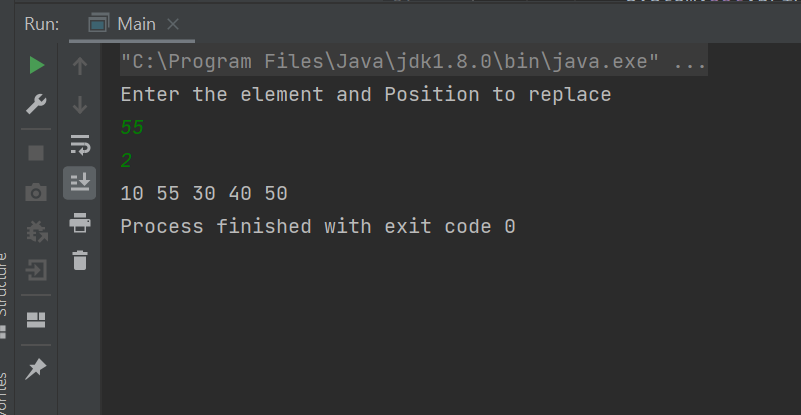 Run: Main
"C:\Program Files\Java\jdk1.8.0\bin\java.exe" ...
Enter the element and Position to replace
55
2
10 55 30 40 50
Process finished with exit code 0
Structure